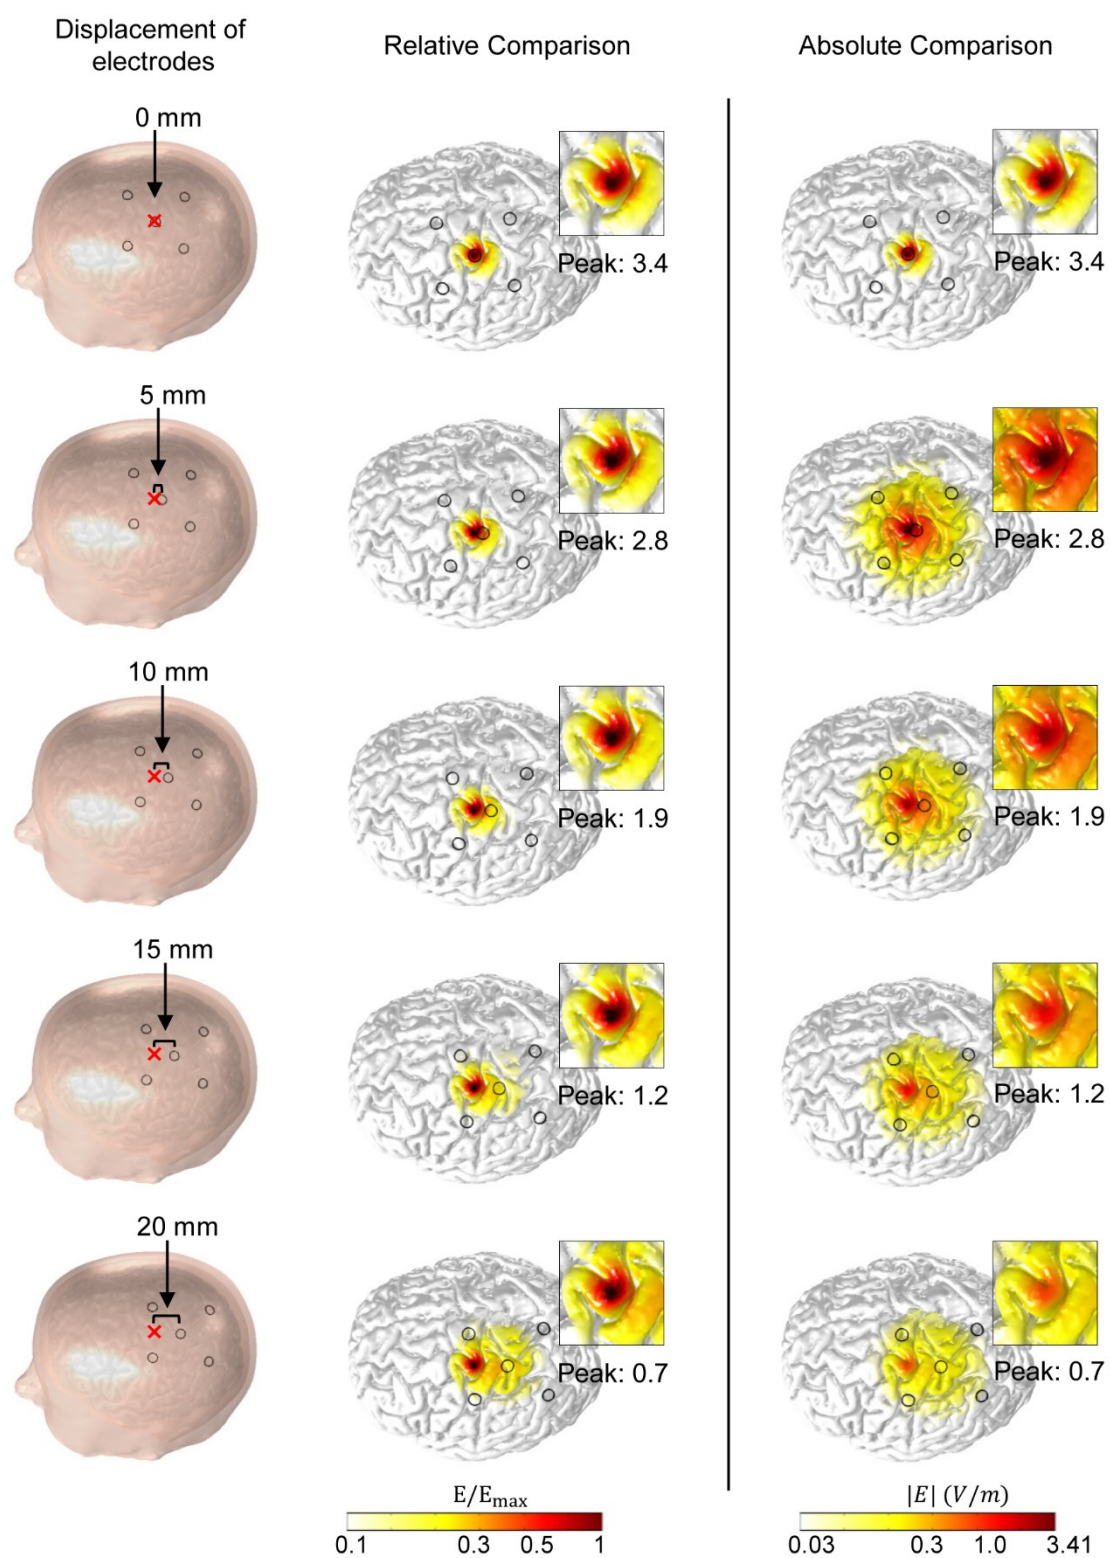 Displacement of
electrodes
Relative Comparison
Absolute Comparison
0 mm
Peak: 3.4
Peak: 3.4
5 mm
Peak: 2.8
Peak: 2.8
10 mm
Peak: 1.9
Peak: 1.9
15 mm
Peak: 1.2
Peak: 1.2
20 mm
Peak: 0.7
Peak: 0.7
E/Emax
|E| (V/m)
0.1 0.3 0.5 1
0.03 0.3 1.0 3.41